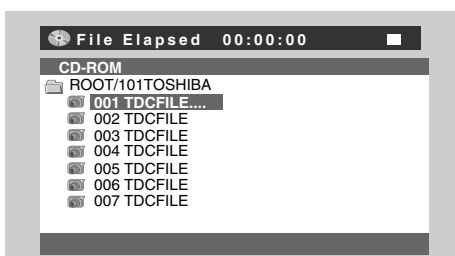 File Elapsed 00:00:00
CD-ROM
ROOT/101TOSHIBA
001 TDCFILE....
002 TDCFILE
003 TDCFILE
004 TDCFILE
005 TDCFILE
006 TDCFILE
007 TDCFILE